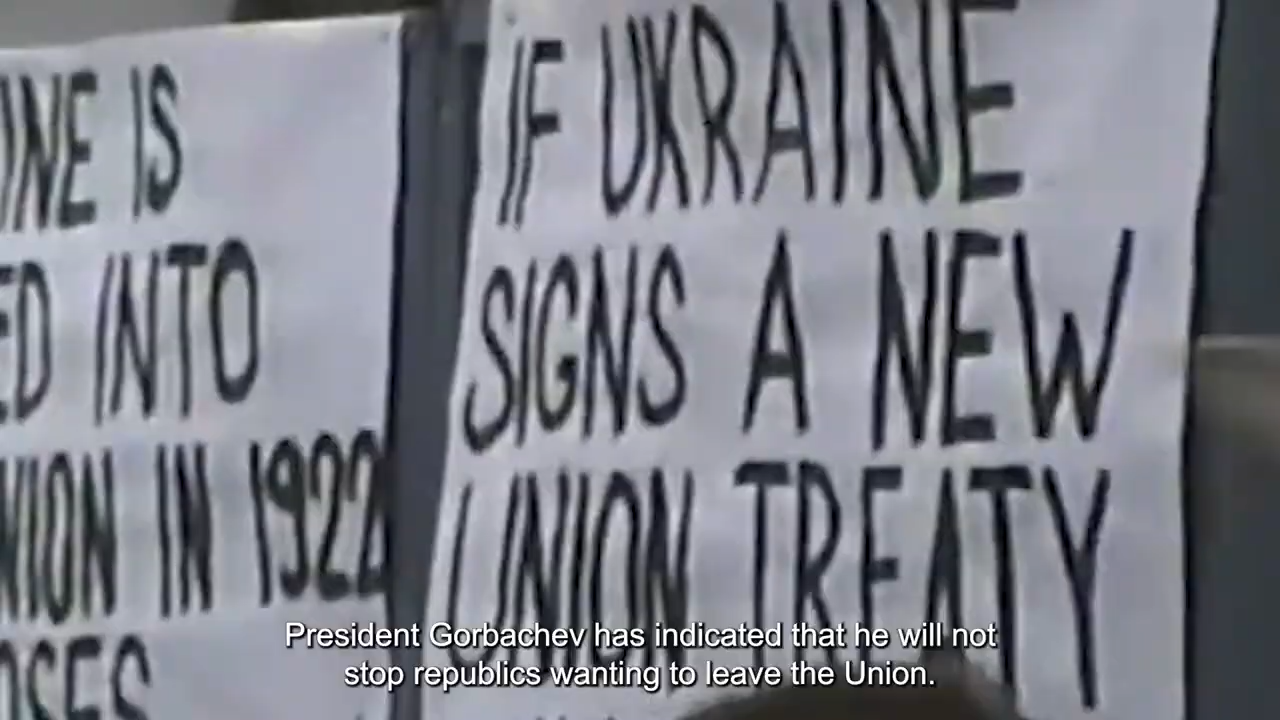 INE IS
ED INTO
NION IN 1922
OSES
IF UKRAINE
SIGNS A NEW
UNION TREATY
President Gorbachev has indicated that he will not
stop republics wanting to leave the Union.